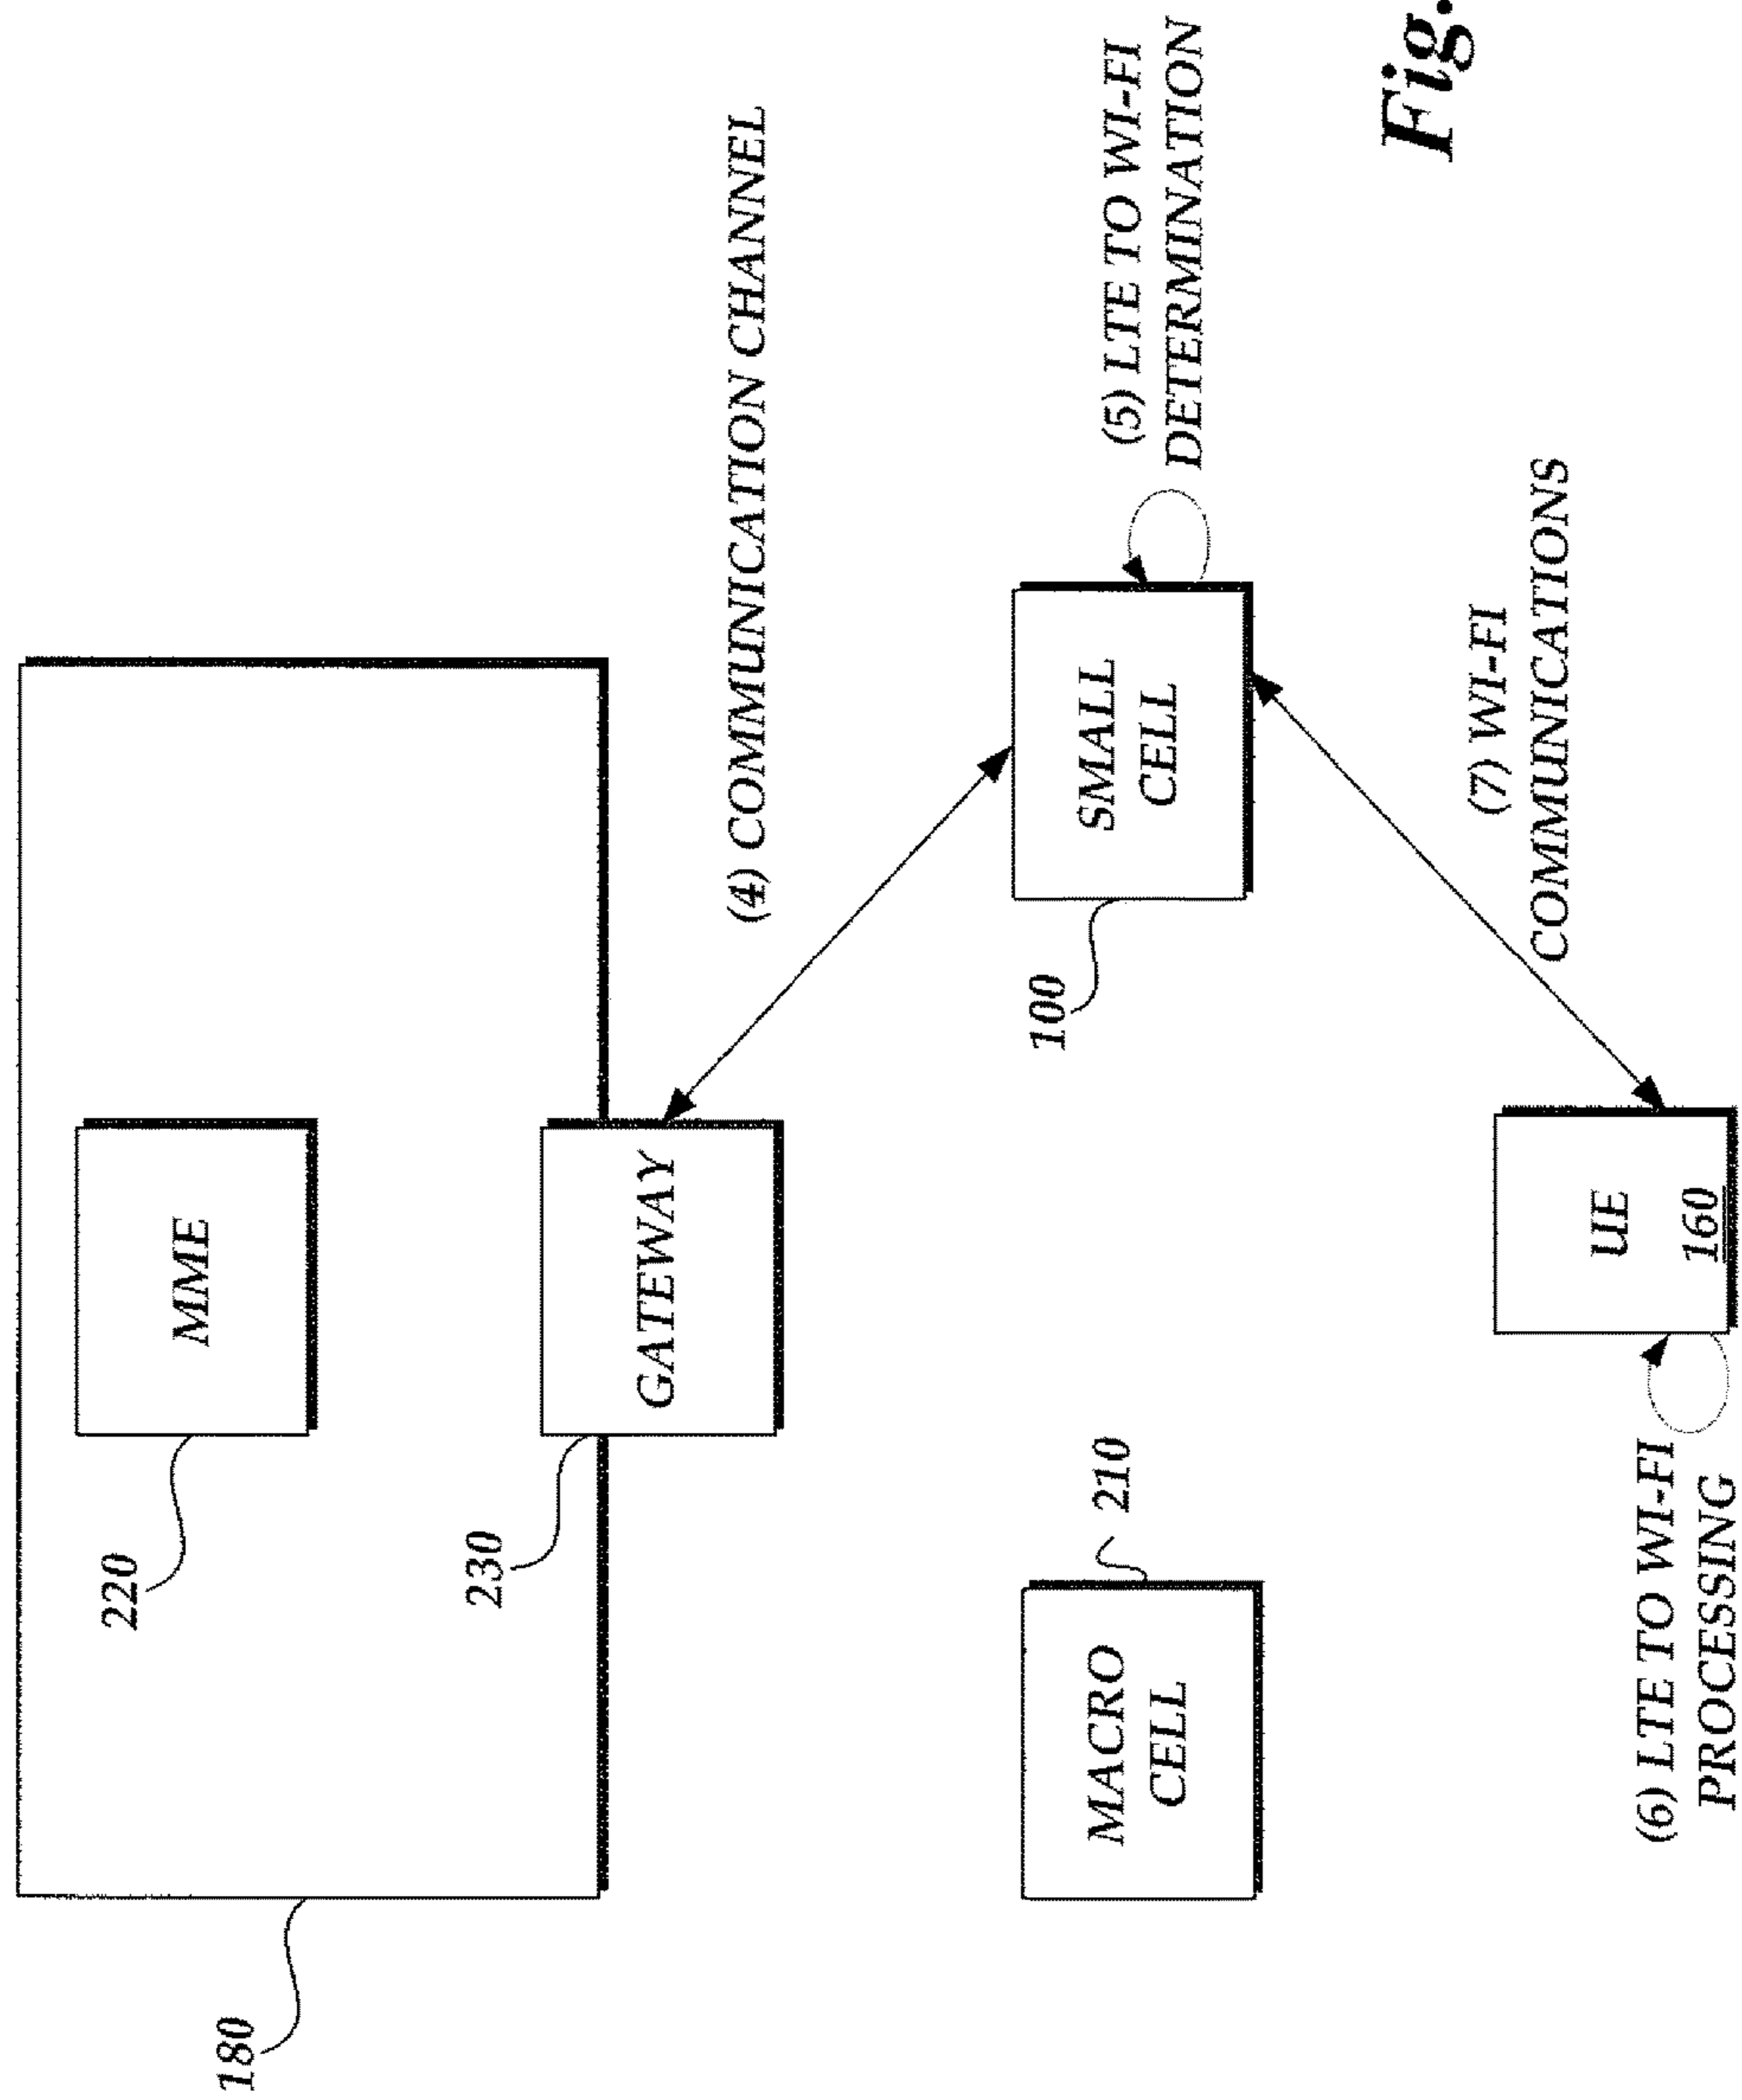 180
220
MME
230
GATEWAY
(4) COMMUNICATION CHANNEL
MACRO
CELL
210
100
SMALL
CELL
(5) LTE TO WI-FI
DETERMINATION
(6) LTE TO WI-FI
PROCESSING
UE
160
(7) WI-FI
COMMUNICATIONS
Fig.